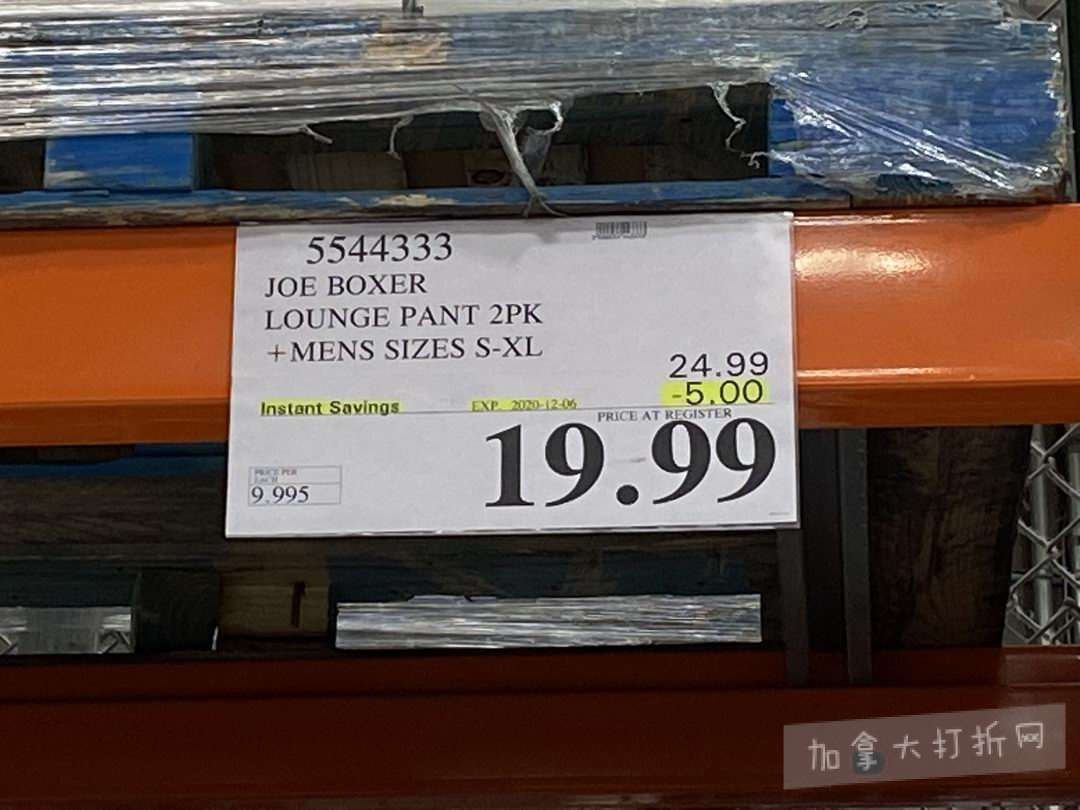 5544333
JOE BOXER
LOUNGE PANT 2PK
+MENS SIZES S-XL
24.99
-5.00
Instant Savings EXP. 2020-12-06
PRICE AT REGISTER
19.99
PRICE PER
EACH
9.995
加拿大打折网